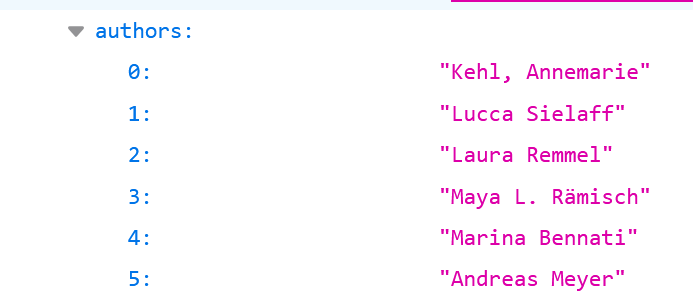 authors:
0: "Kehl, Annemarie"
1: "Lucca Sielaff"
2: "Laura Remmel"
3: "Maya L. Rämisch"
4: "Marina Bennati"
5: "Andreas Meyer"